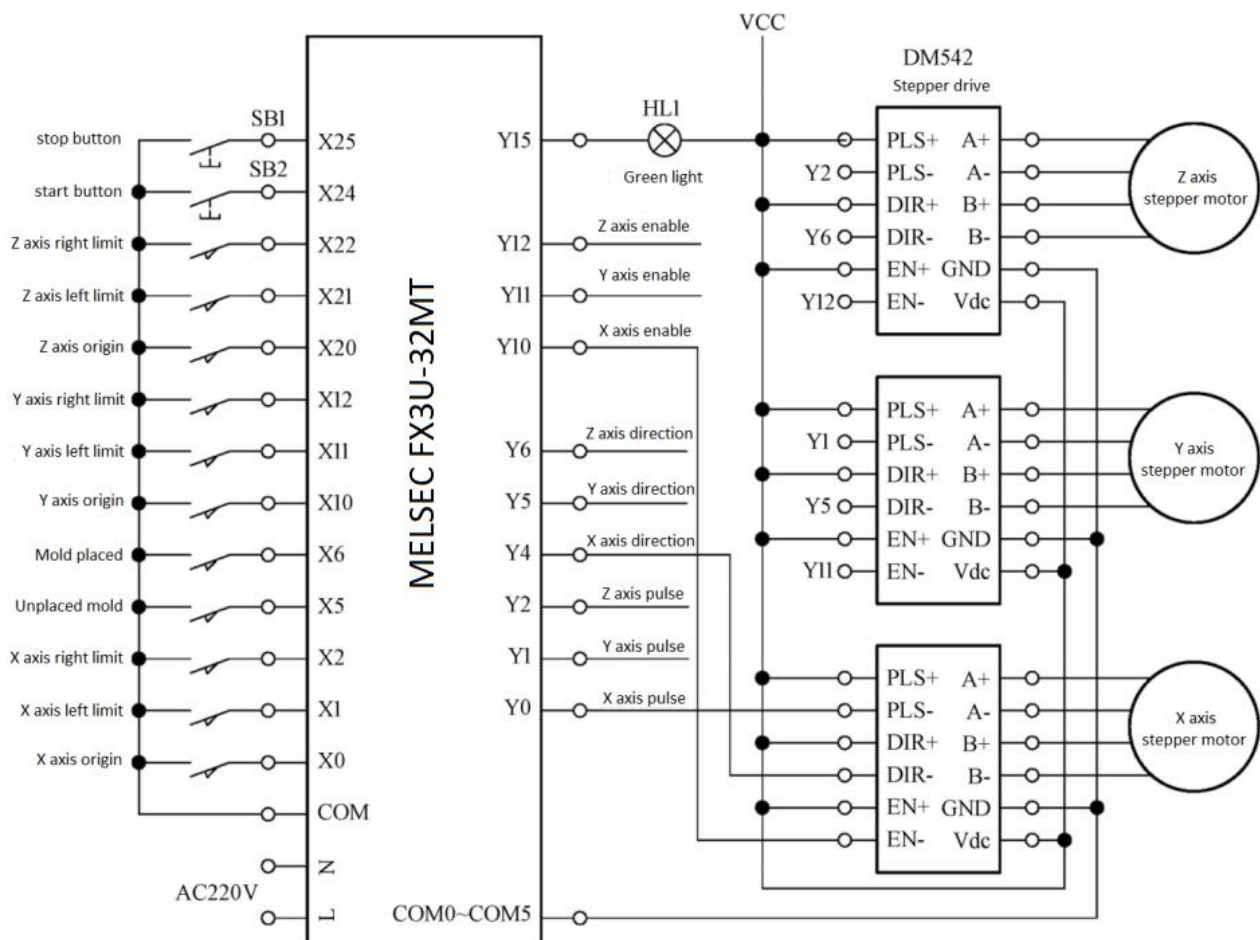 VCC
DM542
Stepper drive
HL1
Green light
stop button
start button
Z axis right limit
Z axis left limit
Z axis origin
Y axis right limit
Y axis left limit
Y axis origin
Mold placed
Unplaced mold
X axis right limit
X axis left limit
X axis origin
SB1
SB2
X25
X24
X22
X21
X20
X12
X11
X10
X6
X5
X2
X1
X0
COM
N
L
AC220V
MELSEC FX3U-32MT
Y15
Y12
Y11
Y10
Y6
Y5
Y4
Y2
Y1
Y0
COM0~COM5
Z axis enable
Y axis enable
X axis enable
Z axis direction
Y axis direction
X axis direction
Z axis pulse
Y axis pulse
X axis pulse
Y2
Y6
Y12
PLS+ A+
PLS- A-
DIR+ B+
DIR- B-
EN+ GND
EN- Vdc
Z axis
stepper motor
Y1
Y5
Y11
PLS+ A+
PLS- A-
DIR+ B+
DIR- B-
EN+ GND
EN- Vdc
Y axis
stepper motor
PLS+ A+
PLS- A-
DIR+ B+
DIR- B-
EN+ GND
EN- Vdc
X axis
stepper motor